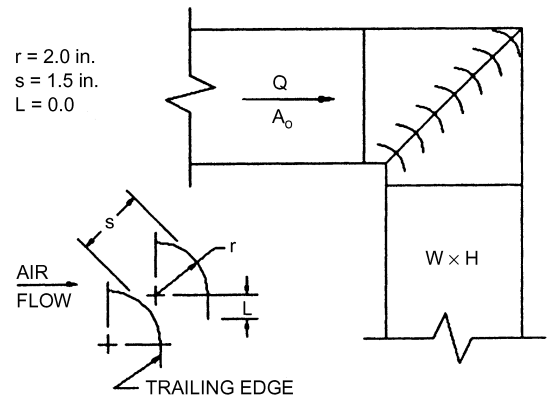 r = 2.0 in.
s = 1.5 in.
L = 0.0
Q
A₀
s
r
AIR
FLOW
L
W × H
TRAILING EDGE